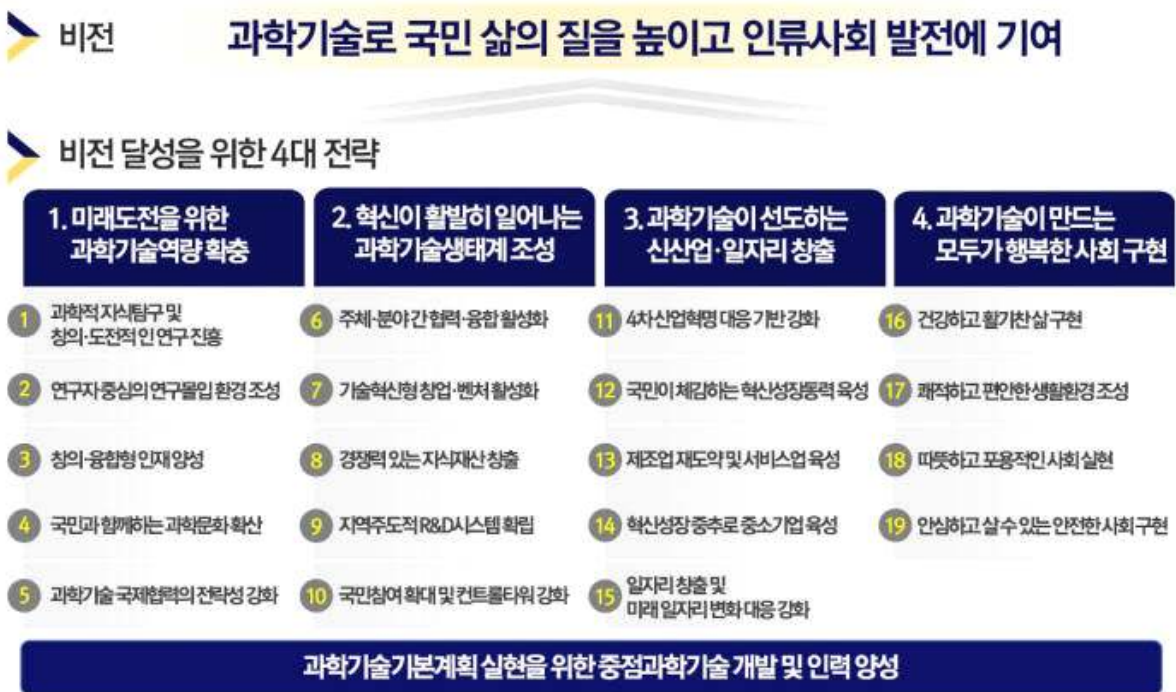 비전
과학기술로 국민 삶의 질을 높이고 인류사회 발전에 기여
비전 달성을 위한 4대 전략
1. 미래도전을 위한
과학기술역량 확충
1 과학적 지식탐구 및
창의·도전적인 연구 진흥
2 연구자 중심의 연구몰입 환경 조성
3 창의·융합형 인재 양성
4 국민과 함께하는 과학문화 확산
5 과학기술 국제협력의 전략성 강화
2. 혁신이 활발히 일어나는
과학기술생태계 조성
6 주체·분야 간 협력·융합 활성화
7 기술혁신형 창업·벤처 활성화
8 경쟁력 있는 지식재산 창출
9 지역주도적 R&D시스템 확립
10 국민참여 확대 및 컨트롤타워 강화
3. 과학기술이 선도하는
신산업·일자리 창출
11 4차 산업혁명 대응 기반 강화
12 국민이 체감하는 혁신성장동력 육성
13 제조업 재도약 및 서비스업 육성
14 혁신성장 중추로 중소기업 육성
15 일자리 창출 및
미래 일자리 변화 대응 강화
4. 과학기술이 만드는
모두가 행복한 사회 구현
16 건강하고 활기찬 삶 구현
17 쾌적하고 편안한 생활환경 조성
18 따뜻하고 포용적인 사회 실현
19 안심하고 살 수 있는 안전한 사회 구현
과학기술기본계획 실현을 위한 중점과학기술 개발 및 인력 양성